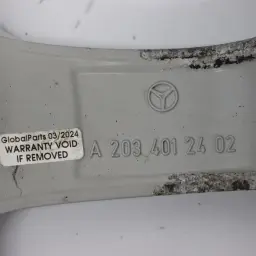 GlobalParts 03/2024
WARRANTY VOID
IF REMOVED
A 203 401 24 02